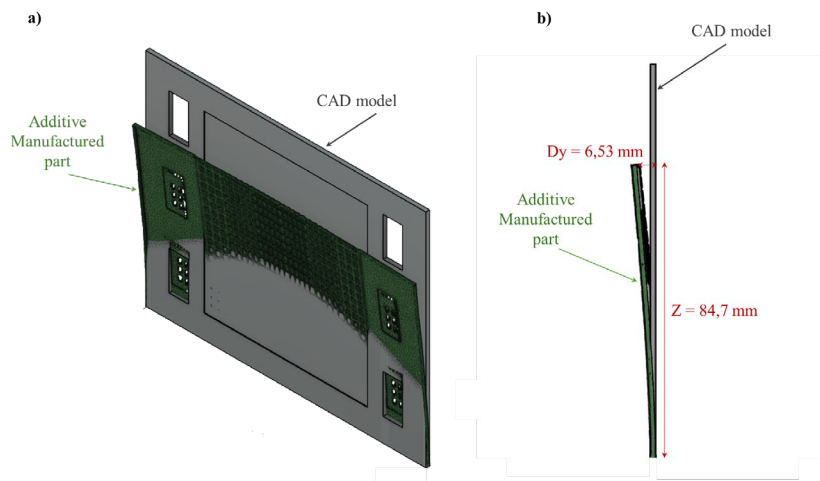 a)
CAD model
Additive
Manufactured
part
b)
CAD model
Dy = 6,53 mm
Additive
Manufactured
part
Z = 84,7 mm